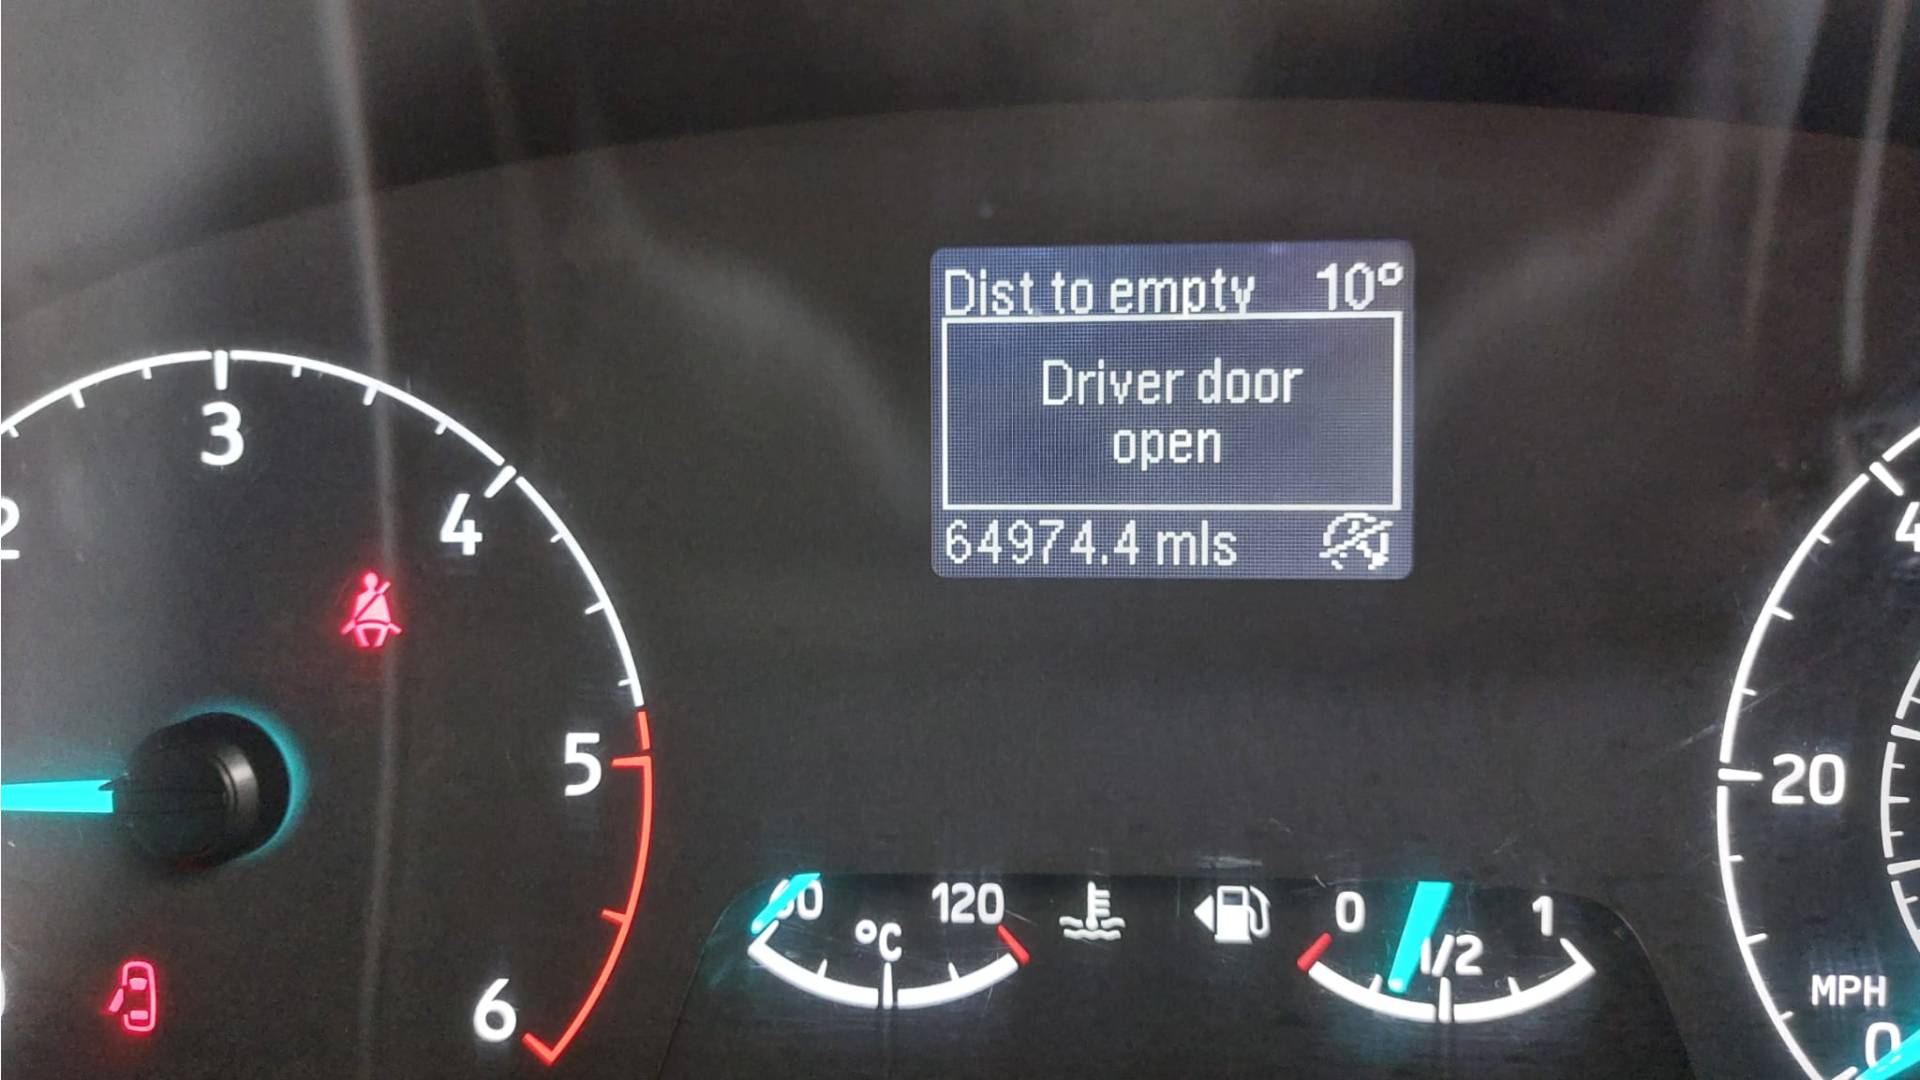 Dist to empty 10°
Driver door
open
64974.4 mls
3
4
5
6
20
MPH
0
°C
120
0
1/2
1